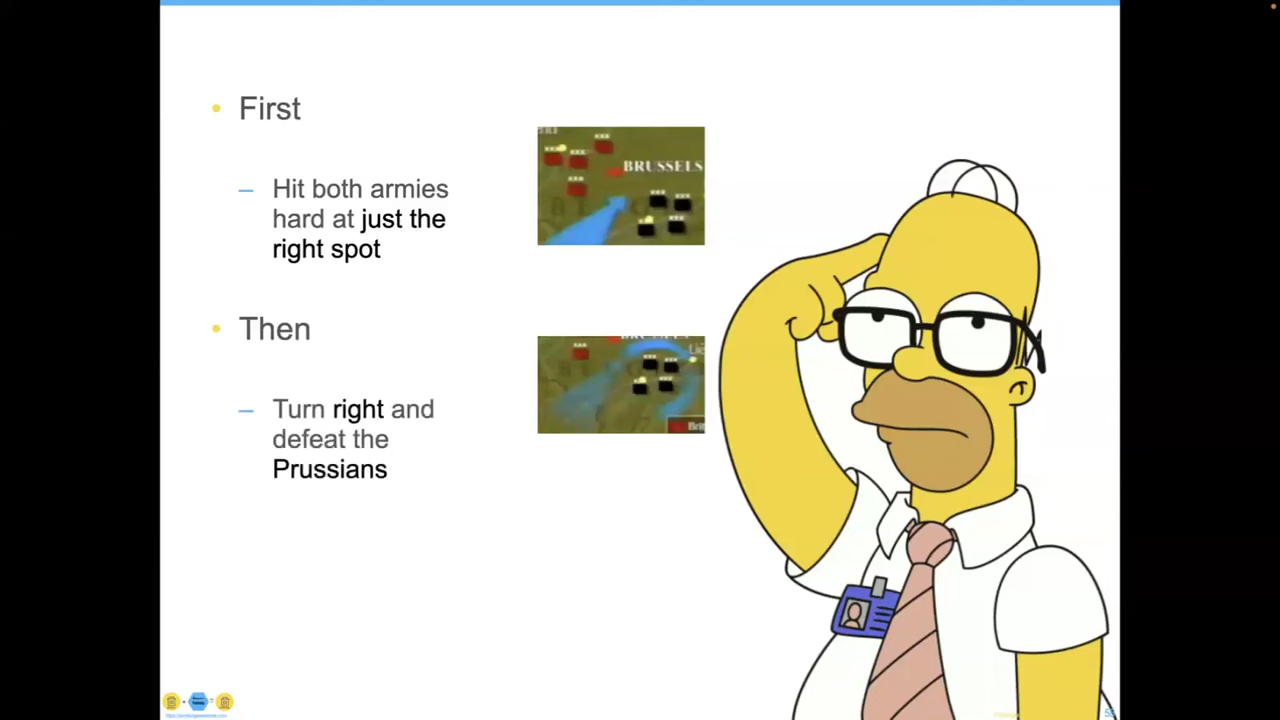 • First
– Hit both armies
hard at just the
right spot
• Then
– Turn right and
defeat the
Prussians
BRUSSELS